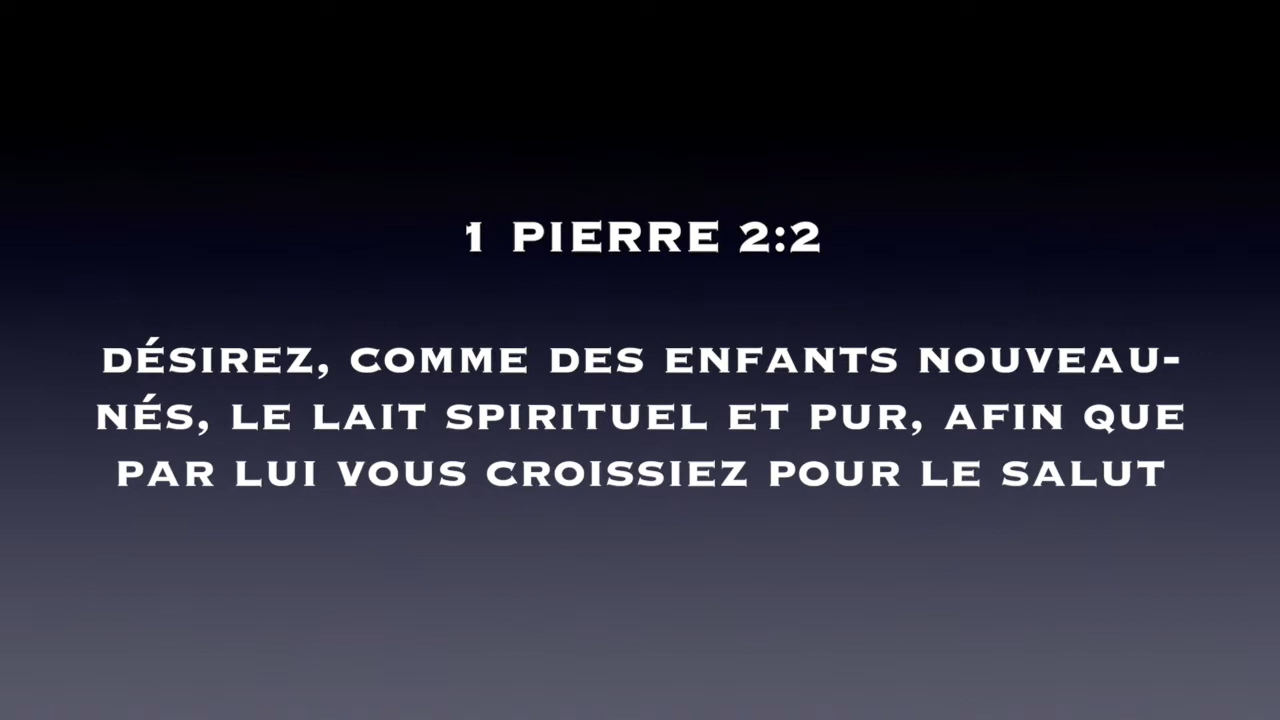 1 PIERRE 2:2
DÉSIREZ, COMME DES ENFANTS NOUVEAU-
NÉS, LE LAIT SPIRITUEL ET PUR, AFIN QUE
PAR LUI VOUS CROISSIEZ POUR LE SALUT